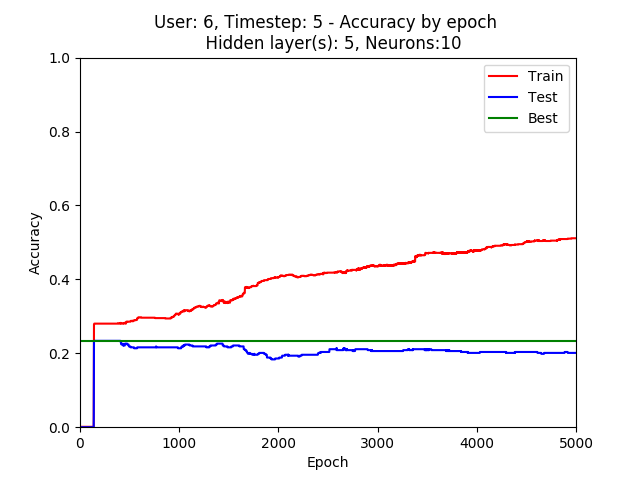 User: 6, Timestep: 5 - Accuracy by epoch
Hidden layer(s): 5, Neurons:10
1.0
0.8
0.6
0.4
0.2
0.0
Accuracy
Train
Test
Best
0 1000 2000 3000 4000 5000
Epoch